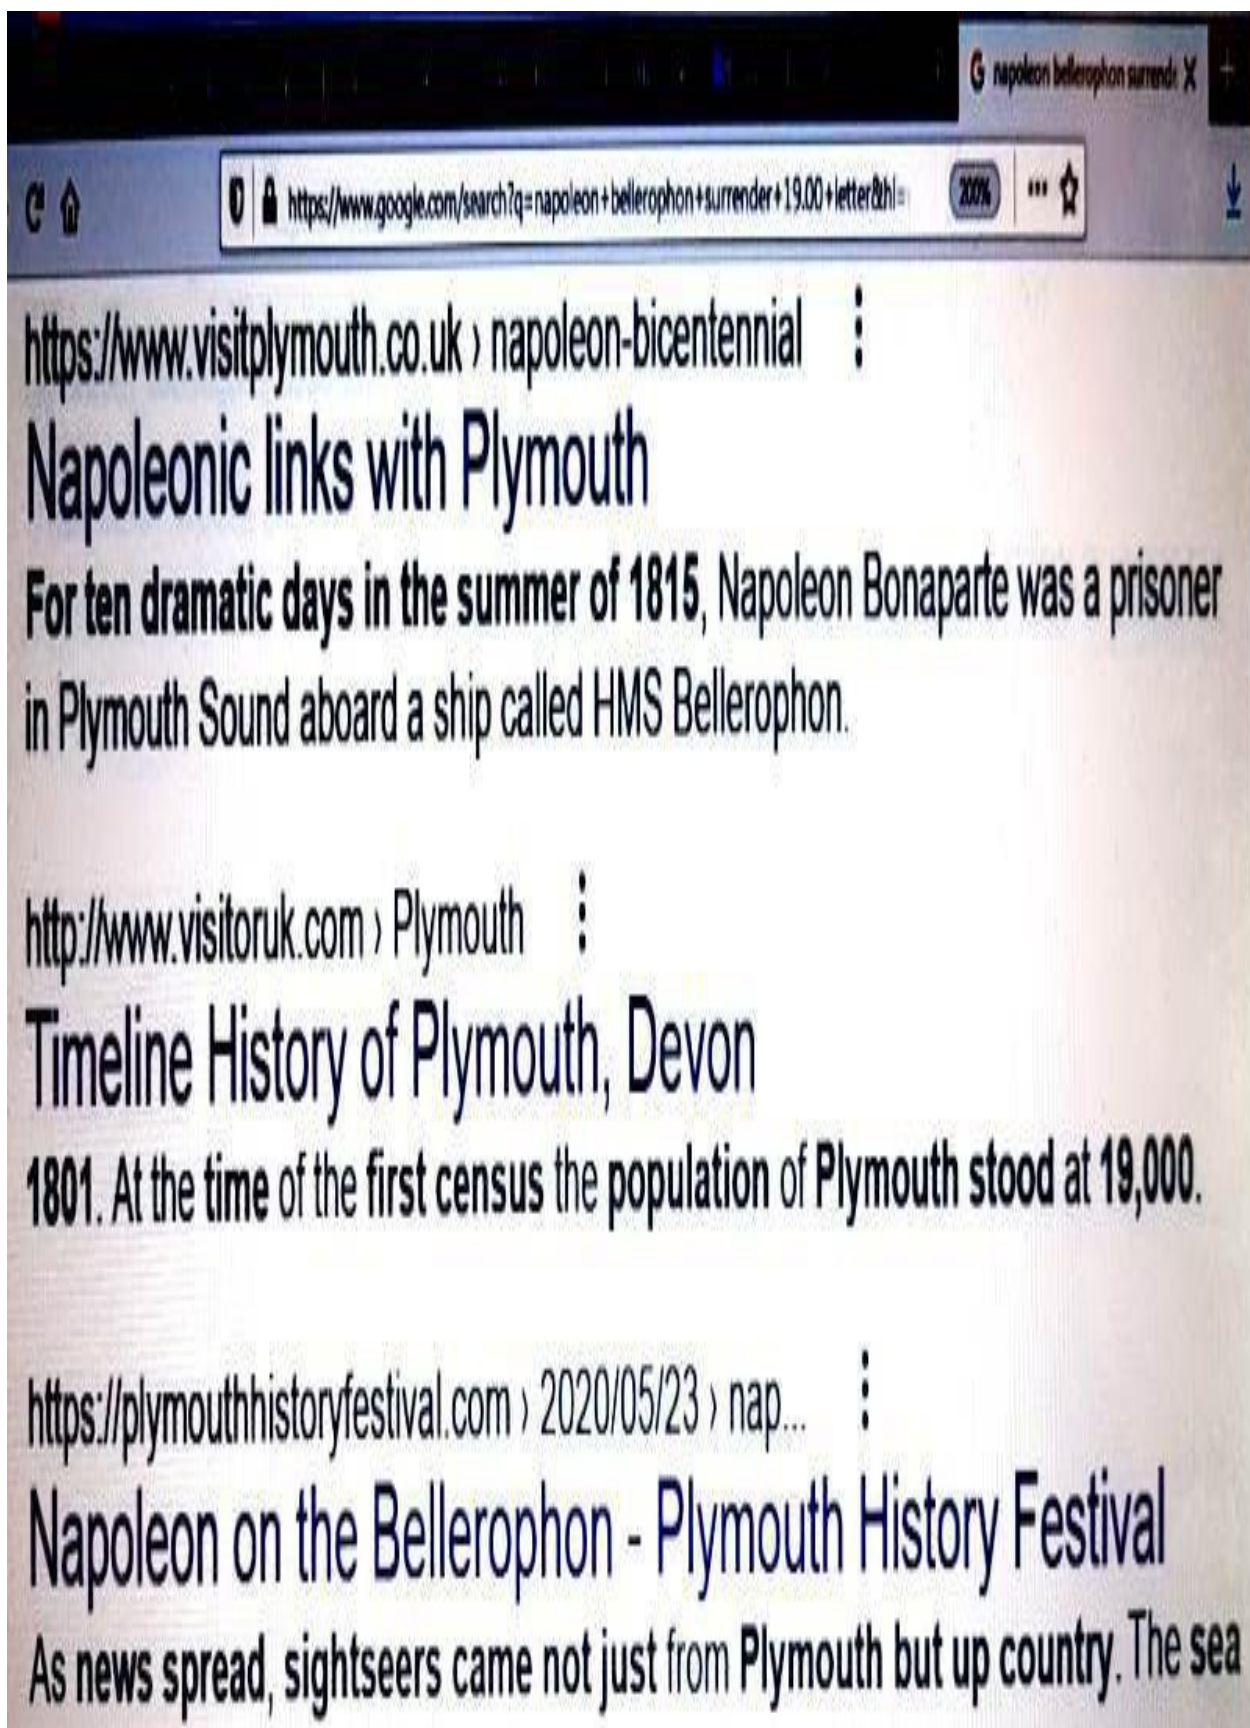 napoleon bellerophon surrende
https://www.google.com/search?q=napoleon+bellerophon+surrender+19.00+letter&hl=
200%
https://www.visitplymouth.co.uk › napoleon-bicentennial
Napoleonic links with Plymouth
For ten dramatic days in the summer of 1815, Napoleon Bonaparte was a prisoner
in Plymouth Sound aboard a ship called HMS Bellerophon.
http://www.visitoruk.com › Plymouth
Timeline History of Plymouth, Devon
1801. At the time of the first census the population of Plymouth stood at 19,000.
https://plymouthhistoryfestival.com › 2020/05/23 › nap...
Napoleon on the Bellerophon - Plymouth History Festival
As news spread, sightseers came not just from Plymouth but up country. The sea